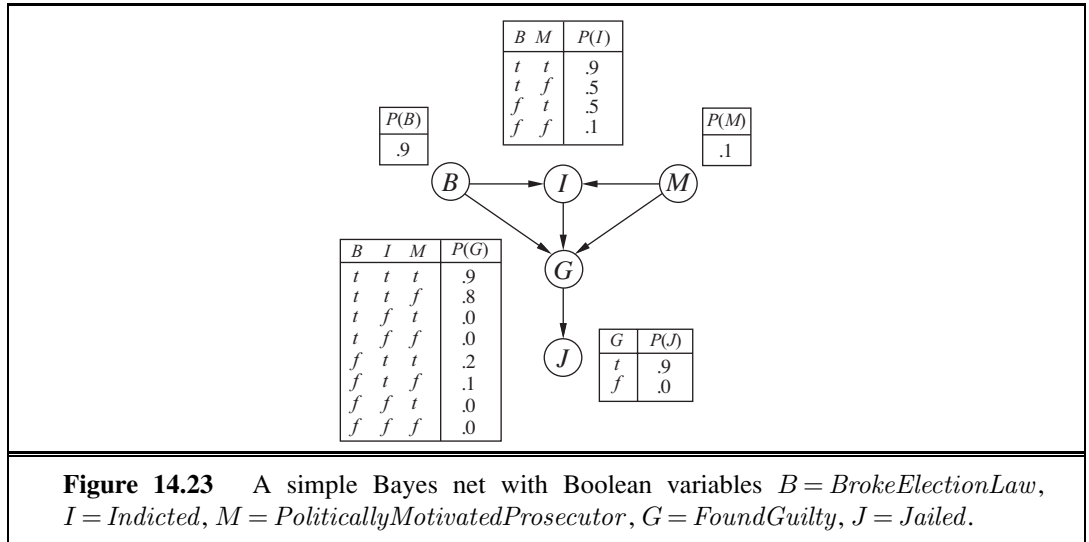 B M P(I)
t t .9
t f .5
f t .5
f f .1
P(B)
.9
P(M)
.1
B
I
M
B I M P(G)
t t t .9
t t f .8
t f t .0
t f f .0
f t t .2
f t f .1
f f t .0
f f f .0
G
J
G P(J)
t .9
f .0
Figure 14.23 A simple Bayes net with Boolean variables B = BrokeElectionLaw,
I = Indicted, M = PoliticallyMotivatedProsecutor, G = FoundGuilty, J = Jailed.